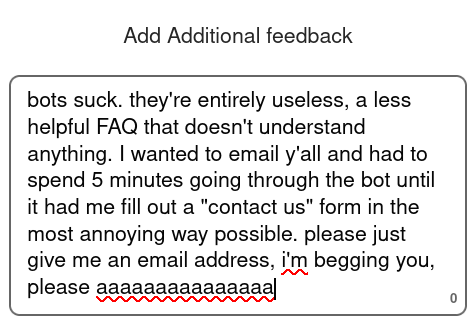 Add Additional feedback
bots suck. they're entirely useless, a less
helpful FAQ that doesn't understand
anything. I wanted to email y'all and had to
spend 5 minutes going through the bot until
it had me fill out a "contact us" form in the
most annoying way possible. please just
give me an email address, i'm begging you,
please aaaaaaaaaaaaaaa
0